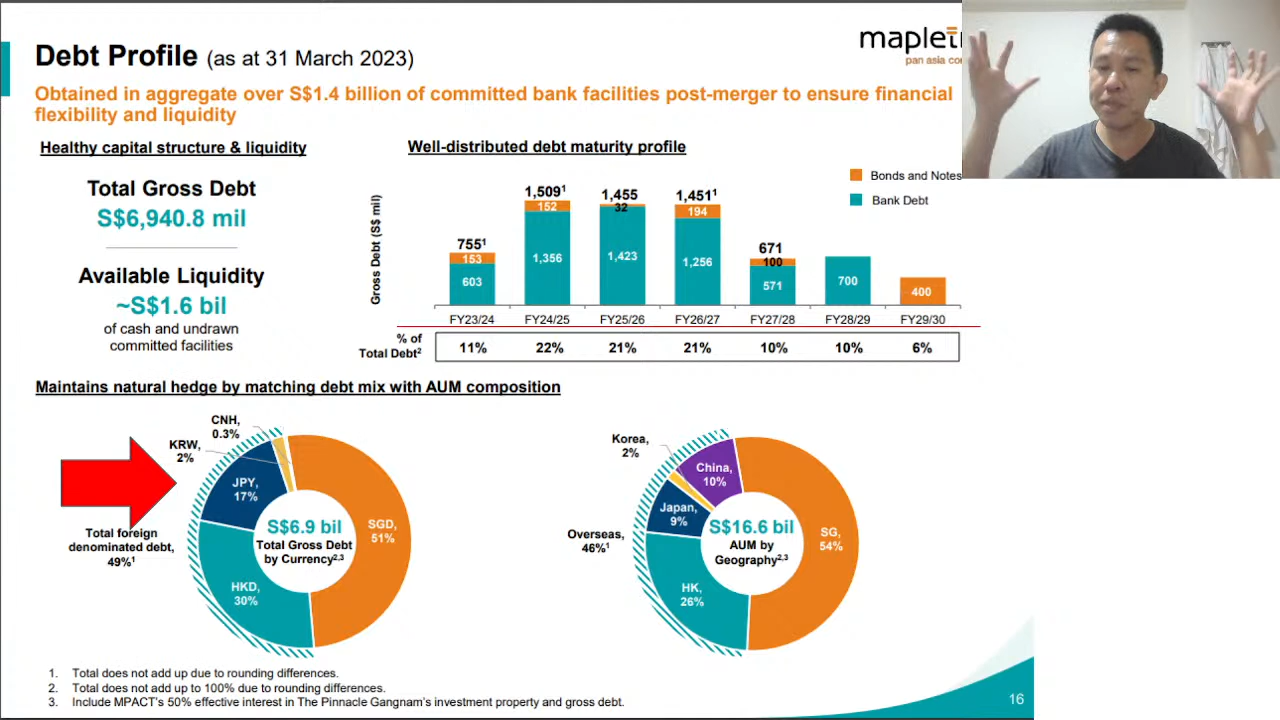 Debt Profile (as at 31 March 2023)
Obtained in aggregate over S$1.4 billion of committed bank facilities post-merger to ensure financial
flexibility and liquidity
Healthy capital structure & liquidity
Total Gross Debt
S$6,940.8 mil
Available Liquidity
~S$1.6 bil
of cash and undrawn
committed facilities
Well-distributed debt maturity profile
Bonds and Notes
Bank Debt
Gross Debt (S$ mil)
755¹
153
603
1,509¹
152
1,356
1,455
32
1,423
1,451¹
194
1,256
671
100
571
700
400
FY23/24 FY24/25 FY25/26 FY26/27 FY27/28 FY28/29 FY29/30
% of
Total Debt²
11% 22% 21% 21% 10% 10% 6%
Maintains natural hedge by matching debt mix with AUM composition
CNH,
0.3%
KRW,
2%
JPY,
17%
SGD,
51%
HKD,
30%
S$6.9 bil
Total Gross Debt
by Currency²,³
Total foreign
denominated debt,
49%¹
Korea,
2%
China,
10%
Japan,
9%
SG,
54%
HK,
26%
S$16.6 bil
AUM by
Geography²,³
Overseas,
46%¹
1. Total does not add up due to rounding differences.
2. Total does not add up to 100% due to rounding differences.
3. Include MPACT's 50% effective interest in The Pinnacle Gangnam's investment property and gross debt.
16